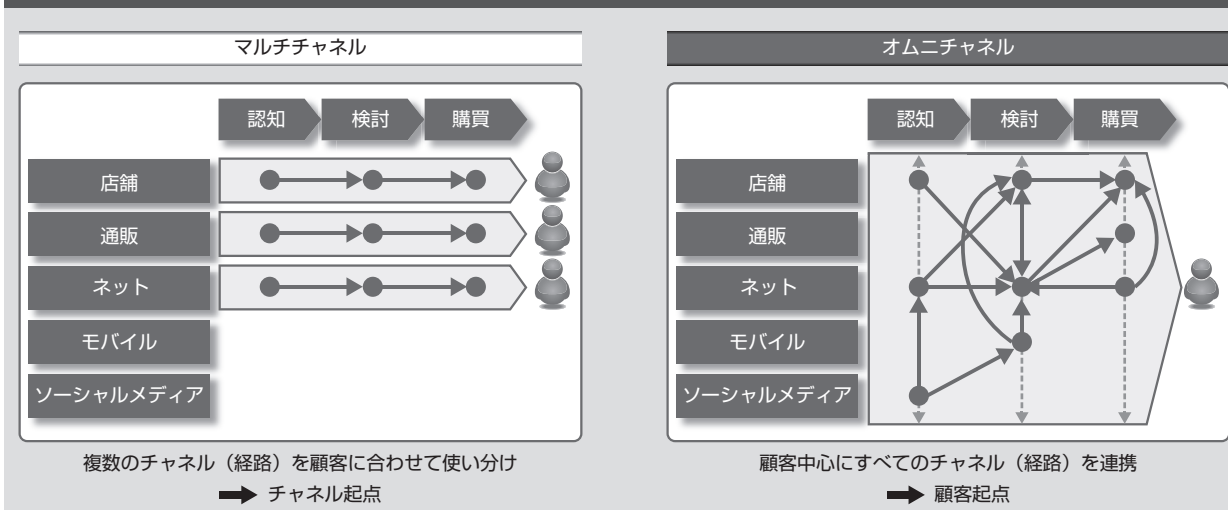 マルチチャネル
認知
検討
購買
店舗
通販
ネット
モバイル
ソーシャルメディア
複数のチャネル（経路）を顧客に合わせて使い分け
チャネル起点
オムニチャネル
認知
検討
購買
店舗
通販
ネット
モバイル
ソーシャルメディア
顧客中心にすべてのチャネル（経路）を連携
顧客起点